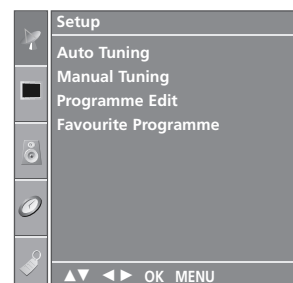 Setup
Auto Tuning
Manual Tuning
Programme Edit
Favourite Programme
▲▼ ◄► OK MENU